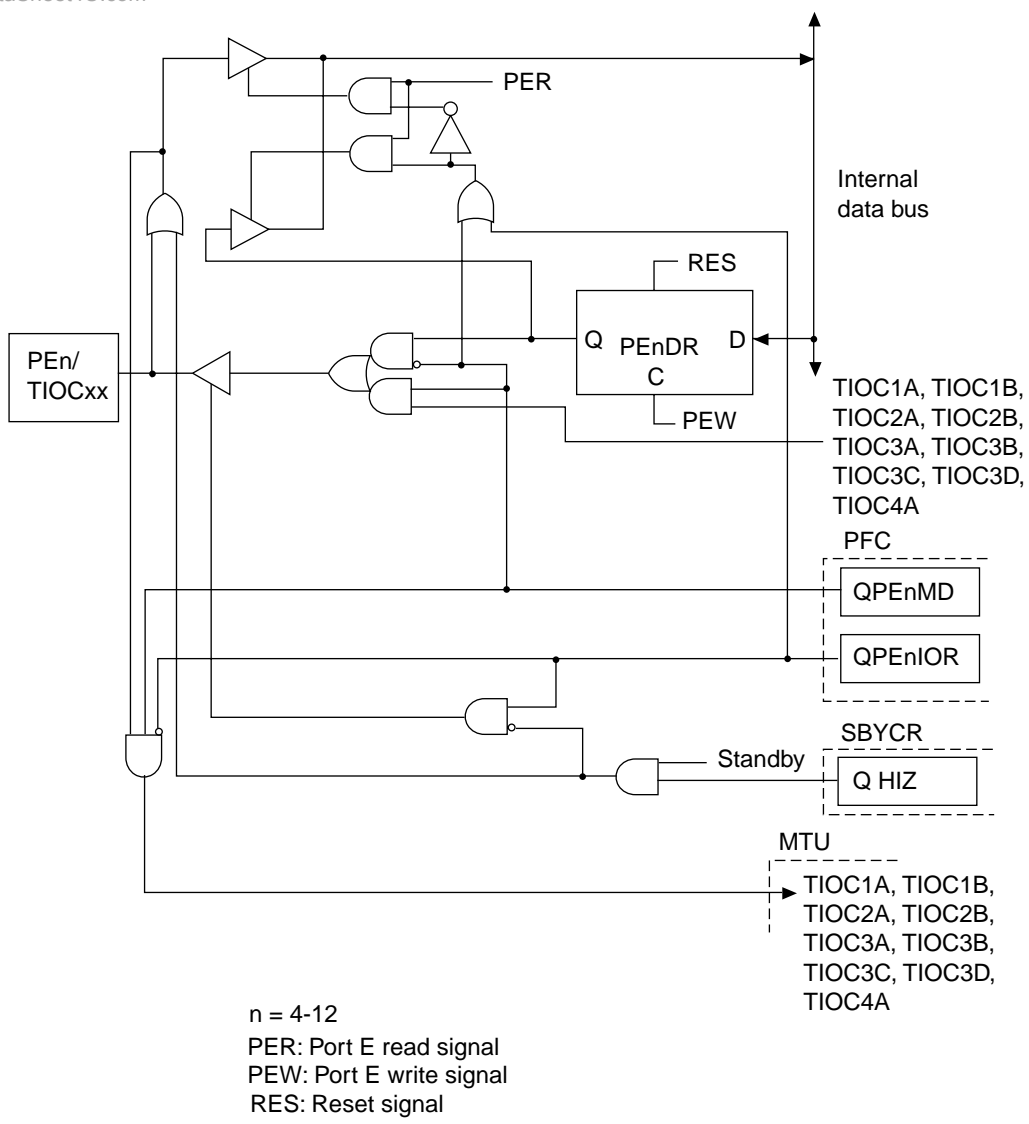 PER
Internal
data bus
RES
Q PEnDR D
C
PEn/
TIOCxx
PEW
TIOC1A, TIOC1B,
TIOC2A, TIOC2B,
TIOC3A, TIOC3B,
TIOC3C, TIOC3D,
TIOC4A
PFC
QPEnMD
QPEnIOR
SBYCR
Standby
Q HIZ
MTU
TIOC1A, TIOC1B,
TIOC2A, TIOC2B,
TIOC3A, TIOC3B,
TIOC3C, TIOC3D,
TIOC4A
n = 4-12
PER: Port E read signal
PEW: Port E write signal
RES: Reset signal